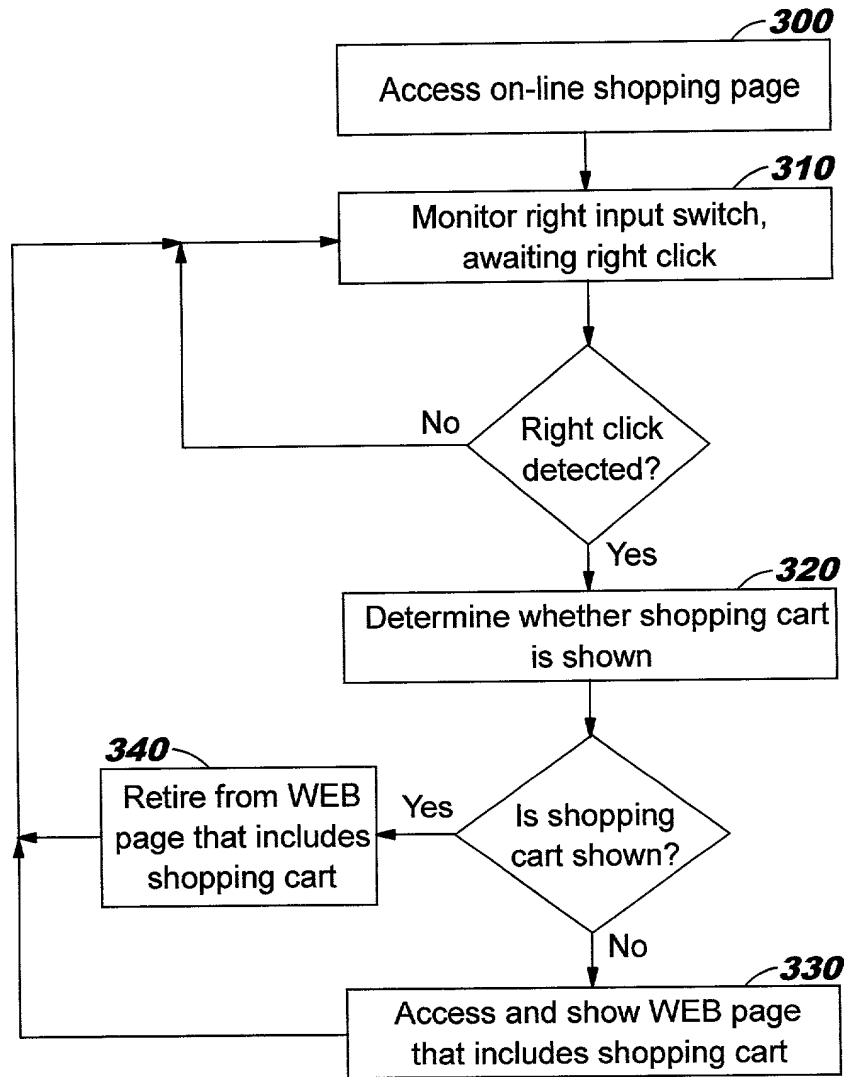 300
Access on-line shopping page
310
Monitor right input switch,
awaiting right click
No
Right click
detected?
Yes
320
Determine whether shopping cart
is shown
340
Retire from WEB
page that includes
shopping cart
Yes
Is shopping
cart shown?
No
330
Access and show WEB page
that includes shopping cart